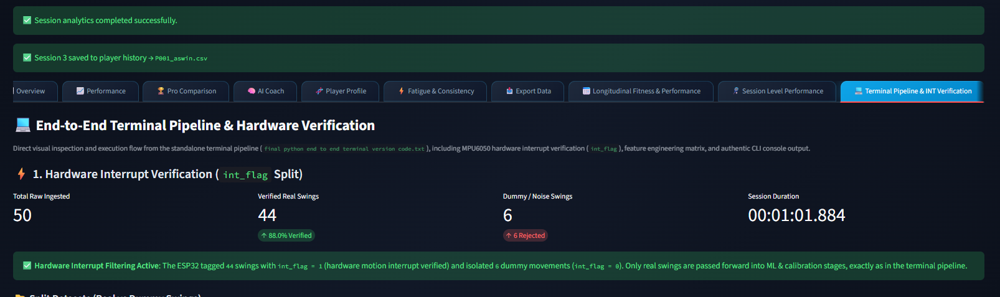 Session analytics completed successfully.
Session 3 saved to player history → P001_aswin.csv
Overview
Performance
Pro Comparison
AI Coach
Player Profile
Fatigue & Consistency
Export Data
Longitudinal Fitness & Performance
Session Level Performance
Terminal Pipeline & INT Verification
End-to-End Terminal Pipeline & Hardware Verification
Direct visual inspection and execution flow from the standalone terminal pipeline ( final python end to end terminal version code.txt ), including MPU6050 hardware interrupt verification ( int_flag ), feature engineering matrix, and authentic CLI console output.
1. Hardware Interrupt Verification ( int_flag Split)
Total Raw Ingested
50
Verified Real Swings
44
↑ 88.0% Verified
Dummy / Noise Swings
6
↑ 6 Rejected
Session Duration
00:01:01.884
Hardware Interrupt Filtering Active: The ESP32 tagged 44 swings with int_flag = 1 (hardware motion interrupt verified) and isolated 6 dummy movements (int_flag = 0). Only real swings are passed forward into ML & calibration stages, exactly as in the terminal pipeline.
Split Datasets (Real vs Dummy Swings)